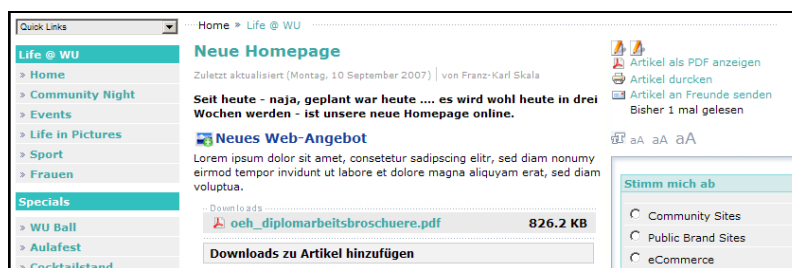 Quick Links
Life @ WU
» Home
» Community Night
» Events
» Life in Pictures
» Sport
» Frauen
Specials
» WU Ball
» Aulafest
» Cocktailstand
Home » Life @ WU
Neue Homepage
Zuletzt aktualisiert (Montag, 10 September 2007) | von Franz-Karl Skala
Seit heute - naja, geplant war heute .... es wird wohl heute in drei
Wochen werden - ist unsere neue Homepage online.
Neues Web-Angebot
Lorem ipsum dolor sit amet, consetetur sadipscing elitr, sed diam nonumy
eirmod tempor invidunt ut labore et dolore magna aliquyam erat, sed diam
voluptua.
Downloads
oeh_diplomarbeitsbroschuere.pdf 826.2 KB
Downloads zu Artikel hinzufügen
Artikel als PDF anzeigen
Artikel durcken
Artikel an Freunde senden
Bisher 1 mal gelesen
aA aA aA
Stimm mich ab
Community Sites
Public Brand Sites
eCommerce